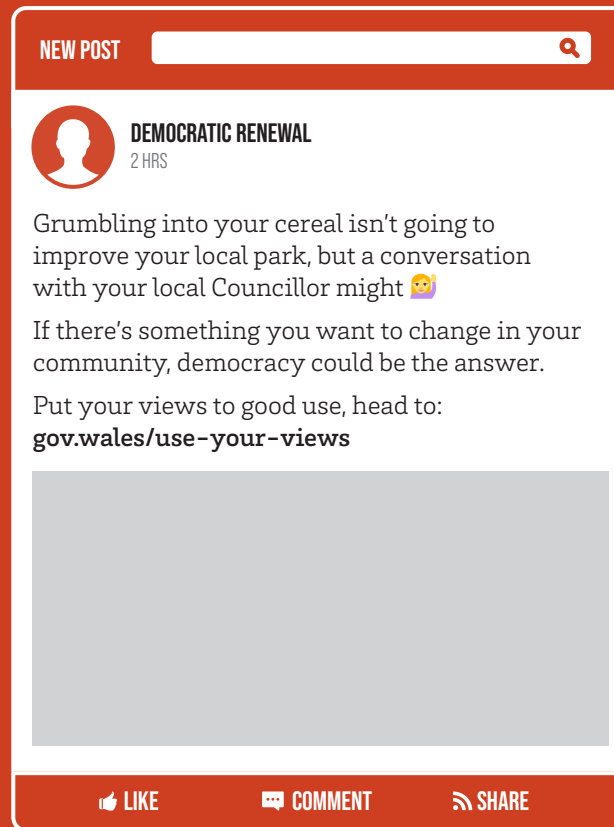 NEW POST
DEMOCRATIC RENEWAL
2 HRS
Grumbling into your cereal isn’t going to
improve your local park, but a conversation
with your local Councillor might 💁
If there’s something you want to change in your
community, democracy could be the answer.
Put your views to good use, head to:
gov.wales/use-your-views
LIKE COMMENT SHARE